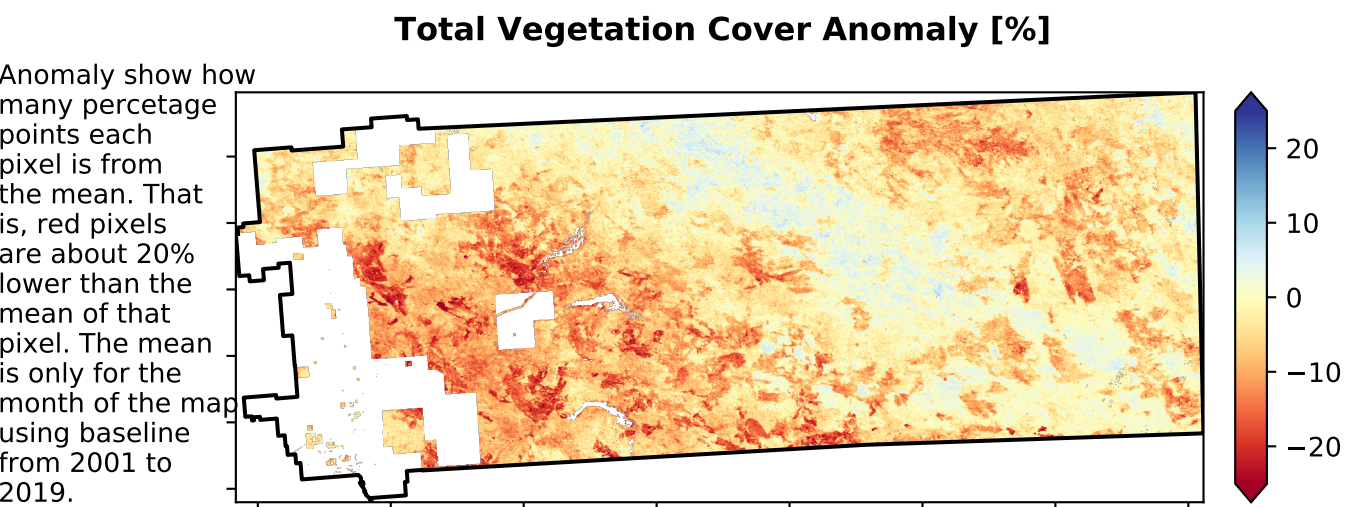 Total Vegetation Cover Anomaly [%]
Anomaly show how
many percetage
points each
pixel is from
the mean. That
is, red pixels
are about 20%
lower than the
mean of that
pixel. The mean
is only for the
month of the map
using baseline
from 2001 to
2019.
20
10
0
−10
−20